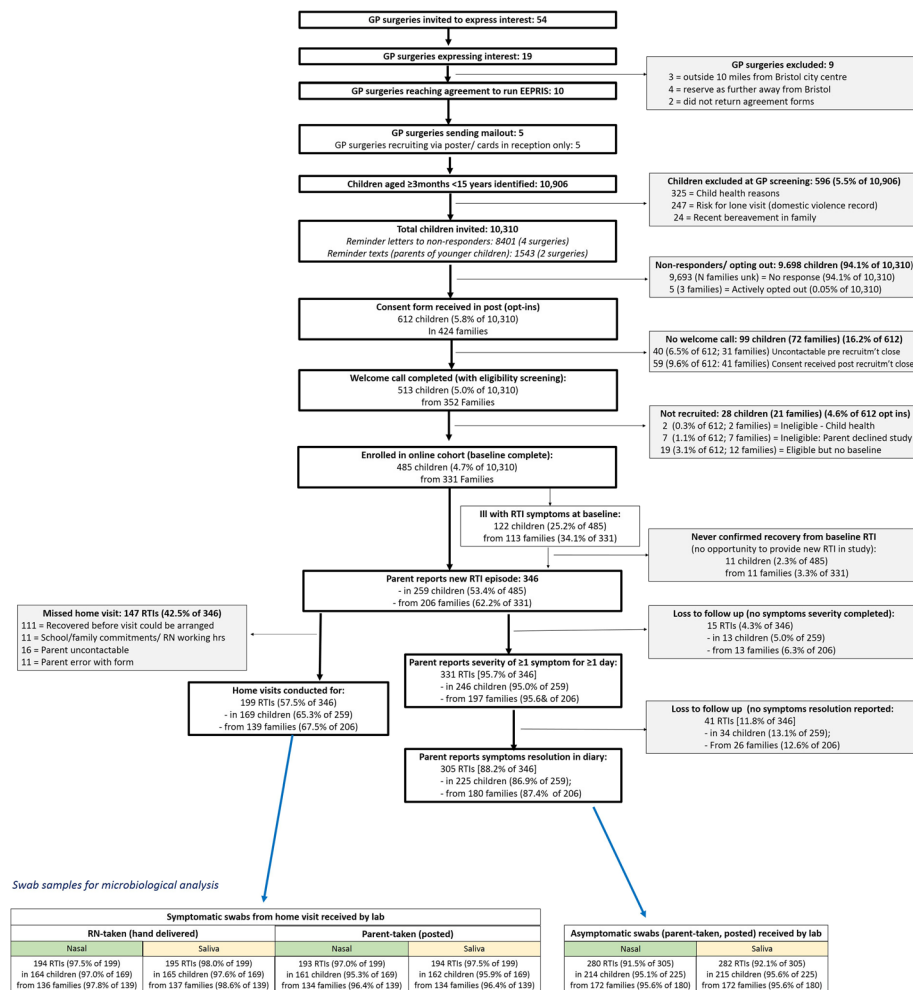 GP surgeries invited to express interest: 54
GP surgeries expressing interest: 19
GP surgeries excluded: 9
3 = outside 10 miles from Bristol city centre
4 = reserve as further away from Bristol
2 = did not return agreement forms
GP surgeries reaching agreement to run EEPRIS: 10
GP surgeries sending mailout: 5
GP surgeries recruiting via poster/ cards in reception only: 5
Children aged ≥3months <15 years identified: 10,906
Children excluded at GP screening: 596 (5.5% of 10,906)
325 = Child health reasons
247 = Risk for lone visit (domestic violence record)
24 = Recent bereavement in family
Total children invited: 10,310
Reminder letters to non-responders: 8401 (4 surgeries)
Reminder texts (parents of younger children): 1543 (2 surgeries)
Non-responders/ opting out: 9.698 children (94.1% of 10,310)
9,693 (N families unk) = No response (94.1% of 10,310)
5 (3 families) = Actively opted out (0.05% of 10,310)
Consent form received in post (opt-ins)
612 children (5.8% of 10,310)
In 424 families
No welcome call: 99 children (72 families) (16.2% of 612)
40 (6.5% of 612; 31 families) Uncontactable pre recruitm't close
59 (9.6% of 612: 41 families) Consent received post recruitm't close
Welcome call completed (with eligibility screening):
513 children (5.0% of 10,310)
from 352 Families
Not recruited: 28 children (21 families) (4.6% of 612 opt ins)
2 (0.3% of 612; 2 families) = Ineligible - Child health
7 (1.1% of 612; 7 families) = Ineligible: Parent declined study
19 (3.1% of 612; 12 families) = Eligible but no baseline
Enrolled in online cohort (baseline complete):
485 children (4.7% of 10,310)
from 331 Families
Ill with RTI symptoms at baseline:
122 children (25.2% of 485)
from 113 families (34.1% of 331)
Never confirmed recovery from baseline RTI
(no opportunity to provide new RTI in study):
11 children (2.3% of 485)
from 11 families (3.3% of 331)
Parent reports new RTI episode: 346
- in 259 children (53.4% of 485)
- from 206 families (62.2% of 331)
Missed home visit: 147 RTIs (42.5% of 346)
111 = Recovered before visit could be arranged
11 = School/family commitments/ RN working hrs
16 = Parent uncontactable
11 = Parent error with form
Loss to follow up (no symptoms severity completed):
15 RTIs (4.3% of 346)
- in 13 children (5.0% of 259)
- from 13 families (6.3% of 206)
Parent reports severity of ≥1 symptom for ≥1 day:
331 RTIs [95.7% of 346]
- in 246 children (95.0% of 259)
- from 197 families (95.6& of 206)
Home visits conducted for:
199 RTIs (57.5% of 346)
- in 169 children (65.3% of 259)
- from 139 families (67.5% of 206)
Loss to follow up (no symptoms resolution reported:
41 RTIs [11.8% of 346]
- in 34 children (13.1% of 259);
- From 26 families (12.6% of 206)
Parent reports symptoms resolution in diary:
305 RTIs [88.2% of 346]
- in 225 children (86.9% of 259);
- from 180 families (87.4% of 206)
Swab samples for microbiological analysis
Symptomatic swabs from home visit received by lab
RN-taken (hand delivered) Parent-taken (posted)
Nasal Saliva Nasal Saliva
194 RTIs (97.5% of 199) 195 RTIs (98.0% of 199) 193 RTIs (97.0% of 199) 194 RTIs (97.5% of 199)
in 164 children (97.0% of 169) in 165 children (97.6% of 169) in 161 children (95.3% of 169) in 162 children (95.9% of 169)
from 136 families (97.8% of 139) from 137 families (98.6% of 139) from 134 families (96.4% of 139) from 134 families (96.4% of 139)
Asymptomatic swabs (parent-taken, posted) received by lab
Nasal Saliva
280 RTIs (91.5% of 305) 282 RTIs (92.1% of 305)
in 214 children (95.1% of 225) in 215 children (95.6% of 225)
from 172 families (95.6% of 180) from 172 families (95.6% of 180)